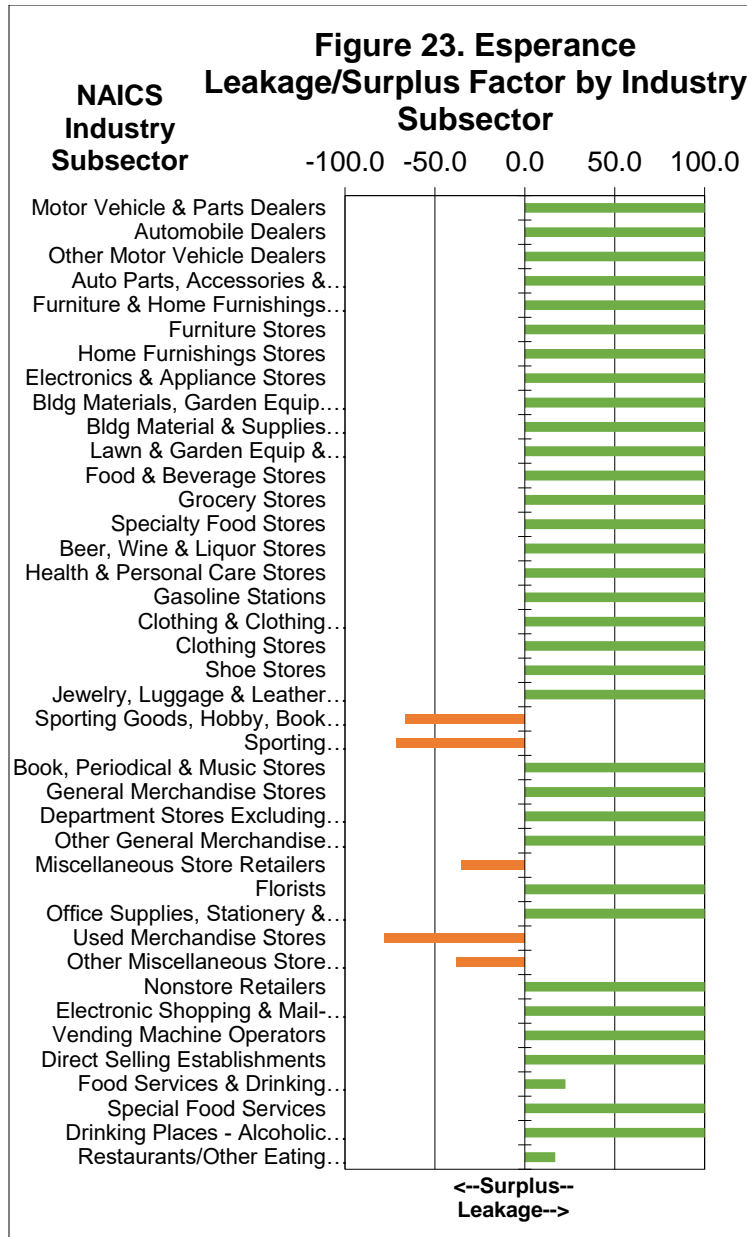 Figure 23. Esperance
Leakage/Surplus Factor by Industry
Subsector
NAICS
Industry
Subsector
-100.0 -50.0 0.0 50.0 100.0
Motor Vehicle & Parts Dealers
Automobile Dealers
Other Motor Vehicle Dealers
Auto Parts, Accessories &…
Furniture & Home Furnishings…
Furniture Stores
Home Furnishings Stores
Electronics & Appliance Stores
Bldg Materials, Garden Equip.…
Bldg Material & Supplies…
Lawn & Garden Equip &…
Food & Beverage Stores
Grocery Stores
Specialty Food Stores
Beer, Wine & Liquor Stores
Health & Personal Care Stores
Gasoline Stations
Clothing & Clothing…
Clothing Stores
Shoe Stores
Jewelry, Luggage & Leather…
Sporting Goods, Hobby, Book…
Sporting…
Book, Periodical & Music Stores
General Merchandise Stores
Department Stores Excluding…
Other General Merchandise…
Miscellaneous Store Retailers
Florists
Office Supplies, Stationery &…
Used Merchandise Stores
Other Miscellaneous Store…
Nonstore Retailers
Electronic Shopping & Mail-…
Vending Machine Operators
Direct Selling Establishments
Food Services & Drinking…
Special Food Services
Drinking Places - Alcoholic…
Restaurants/Other Eating…
<--Surplus--
Leakage-->